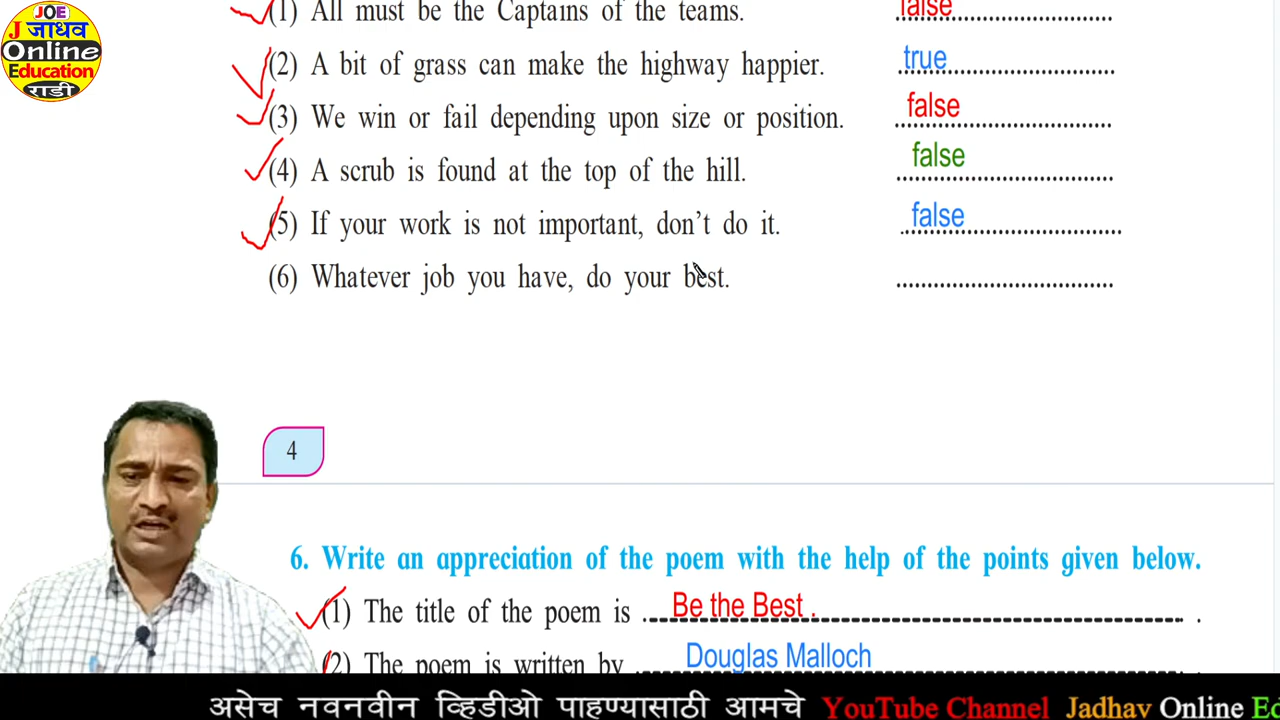 JOE
J जाधव
Online
Education
राडी
(1) All must be the Captains of the teams. false
(2) A bit of grass can make the highway happier. true
(3) We win or fail depending upon size or position. false
(4) A scrub is found at the top of the hill. false
(5) If your work is not important, don't do it. false
(6) Whatever job you have, do your best. ....................................
4
6. Write an appreciation of the poem with the help of the points given below.
(1) The title of the poem is Be the Best .
(2) The poem is written by Douglas Malloch
असेच नवनवीन व्हिडीओ पाहण्यासाठी आमचे YouTube Channel Jadhav Online Ed